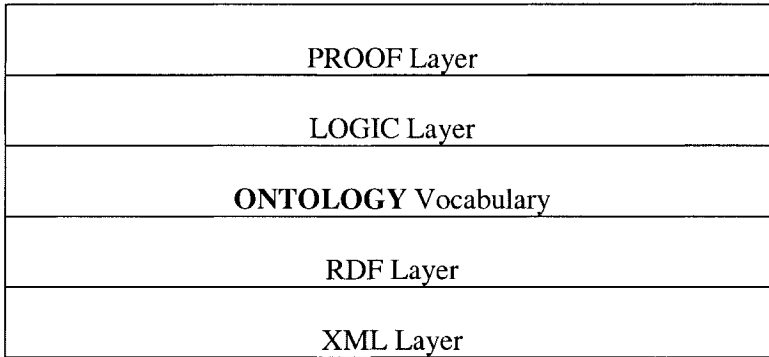 PROOF Layer
LOGIC Layer
ONTOLOGY Vocabulary
RDF Layer
XML Layer